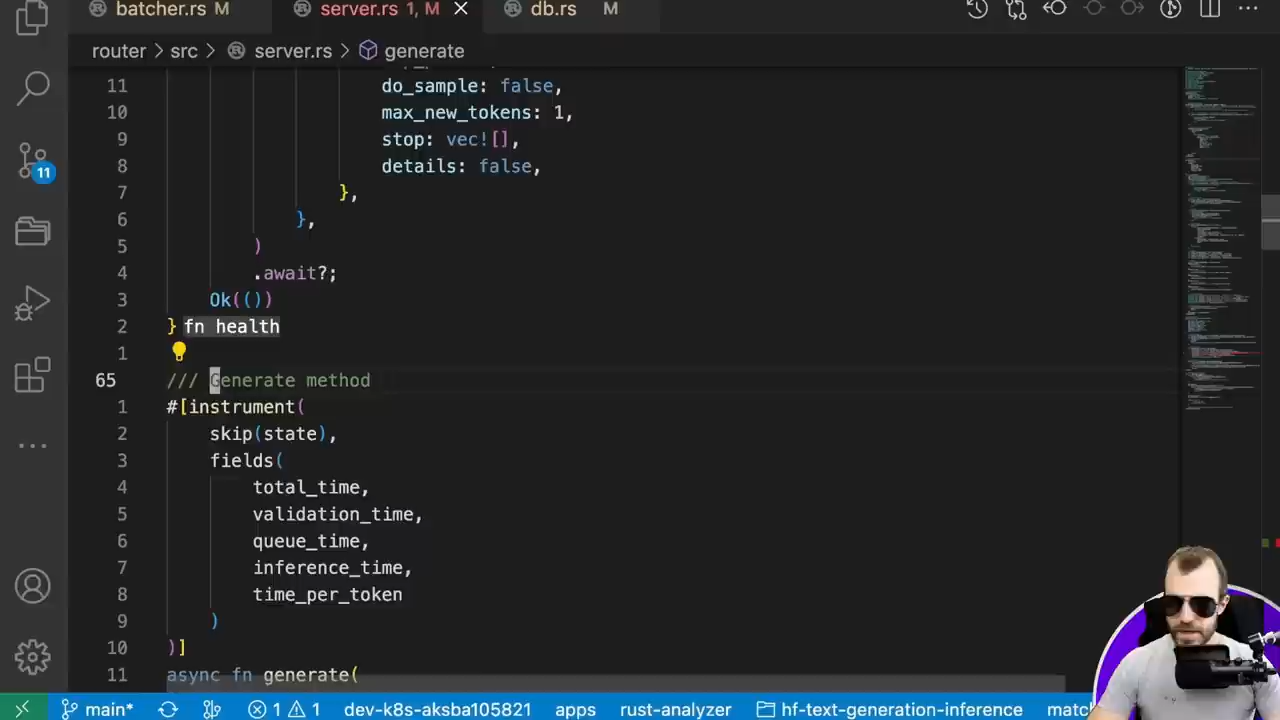 batcher.rs M server.rs 1, M db.rs M
router > src > server.rs > generate
11 do_sample: false,
10 max_new_tokens: 1,
9 stop: vec![],
8 details: false,
7 },
6 },
5 )
4 .await?;
3 Ok(())
2 } fn health
1
65 /// Generate method
1 #[instrument(
2 skip(state),
3 fields(
4 total_time,
5 validation_time,
6 queue_time,
7 inference_time,
8 time_per_token
9 )
10 )]
11 async fn generate(
11
main* 1 1 dev-k8s-aksba105821 apps rust-analyzer hf-text-generation-inference